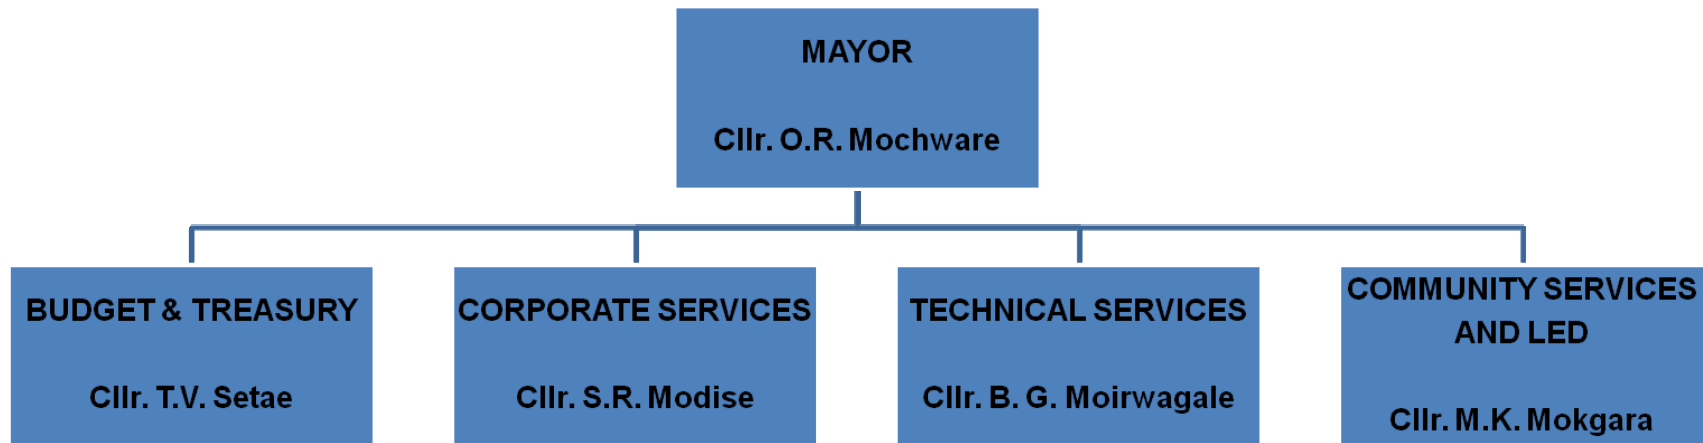 MAYOR
Cllr. O.R. Mochware
BUDGET & TREASURY
Cllr. T.V. Setae
CORPORATE SERVICES
Cllr. S.R. Modise
TECHNICAL SERVICES
Cllr. B. G. Moirwagale
COMMUNITY SERVICES
AND LED
Cllr. M.K. Mokgara